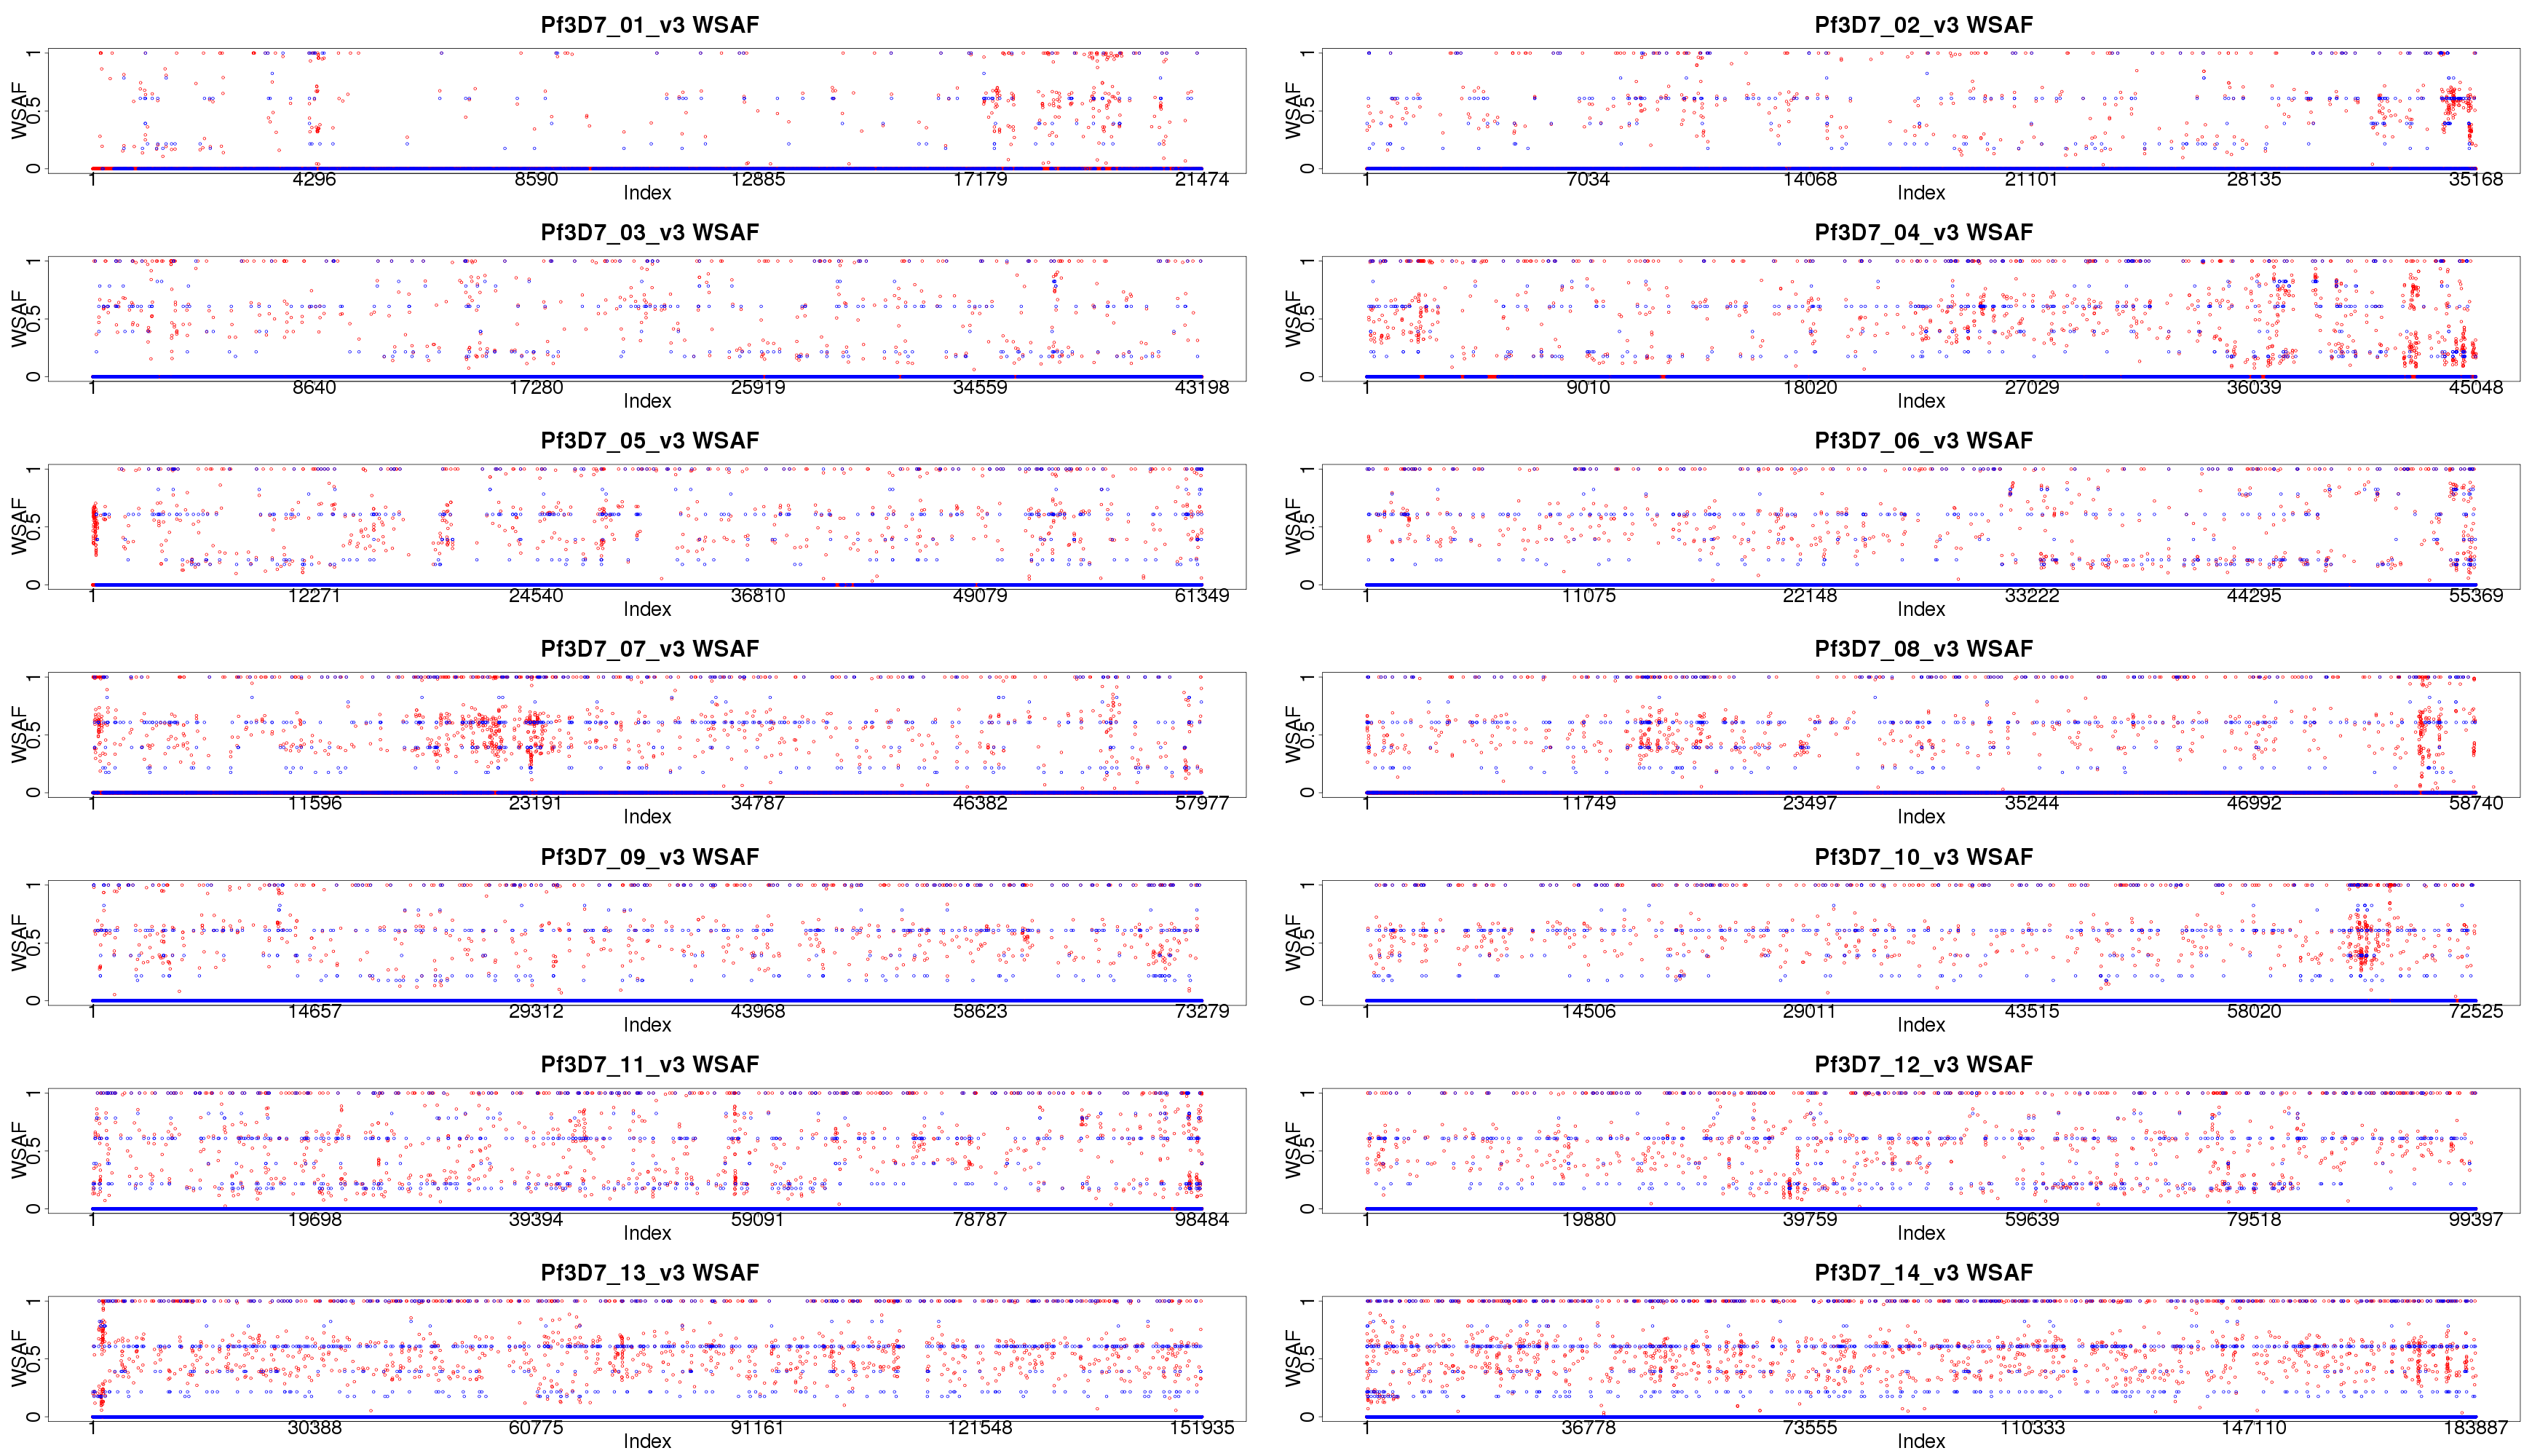 Pf3D7_01_v3 WSAF
WSAF
0 0.5 1
1 4296 8590 12885 17179 21474
Index
Pf3D7_02_v3 WSAF
WSAF
0 0.5 1
1 7034 14068 21101 28135 35168
Index
Pf3D7_03_v3 WSAF
WSAF
0 0.5 1
1 8640 17280 25919 34559 43198
Index
Pf3D7_04_v3 WSAF
WSAF
0 0.5 1
1 9010 18020 27029 36039 45048
Index
Pf3D7_05_v3 WSAF
WSAF
0 0.5 1
1 12271 24540 36810 49079 61349
Index
Pf3D7_06_v3 WSAF
WSAF
0 0.5 1
1 11075 22148 33222 44295 55369
Index
Pf3D7_07_v3 WSAF
WSAF
0 0.5 1
1 11596 23191 34787 46382 57977
Index
Pf3D7_08_v3 WSAF
WSAF
0 0.5 1
1 11749 23497 35244 46992 58740
Index
Pf3D7_09_v3 WSAF
WSAF
0 0.5 1
1 14657 29312 43968 58623 73279
Index
Pf3D7_10_v3 WSAF
WSAF
0 0.5 1
1 14506 29011 43515 58020 72525
Index
Pf3D7_11_v3 WSAF
WSAF
0 0.5 1
1 19698 39394 59091 78787 98484
Index
Pf3D7_12_v3 WSAF
WSAF
0 0.5 1
1 19880 39759 59639 79518 99397
Index
Pf3D7_13_v3 WSAF
WSAF
0 0.5 1
1 30388 60775 91161 121548 151935
Index
Pf3D7_14_v3 WSAF
WSAF
0 0.5 1
1 36778 73555 110333 147110 183887
Index